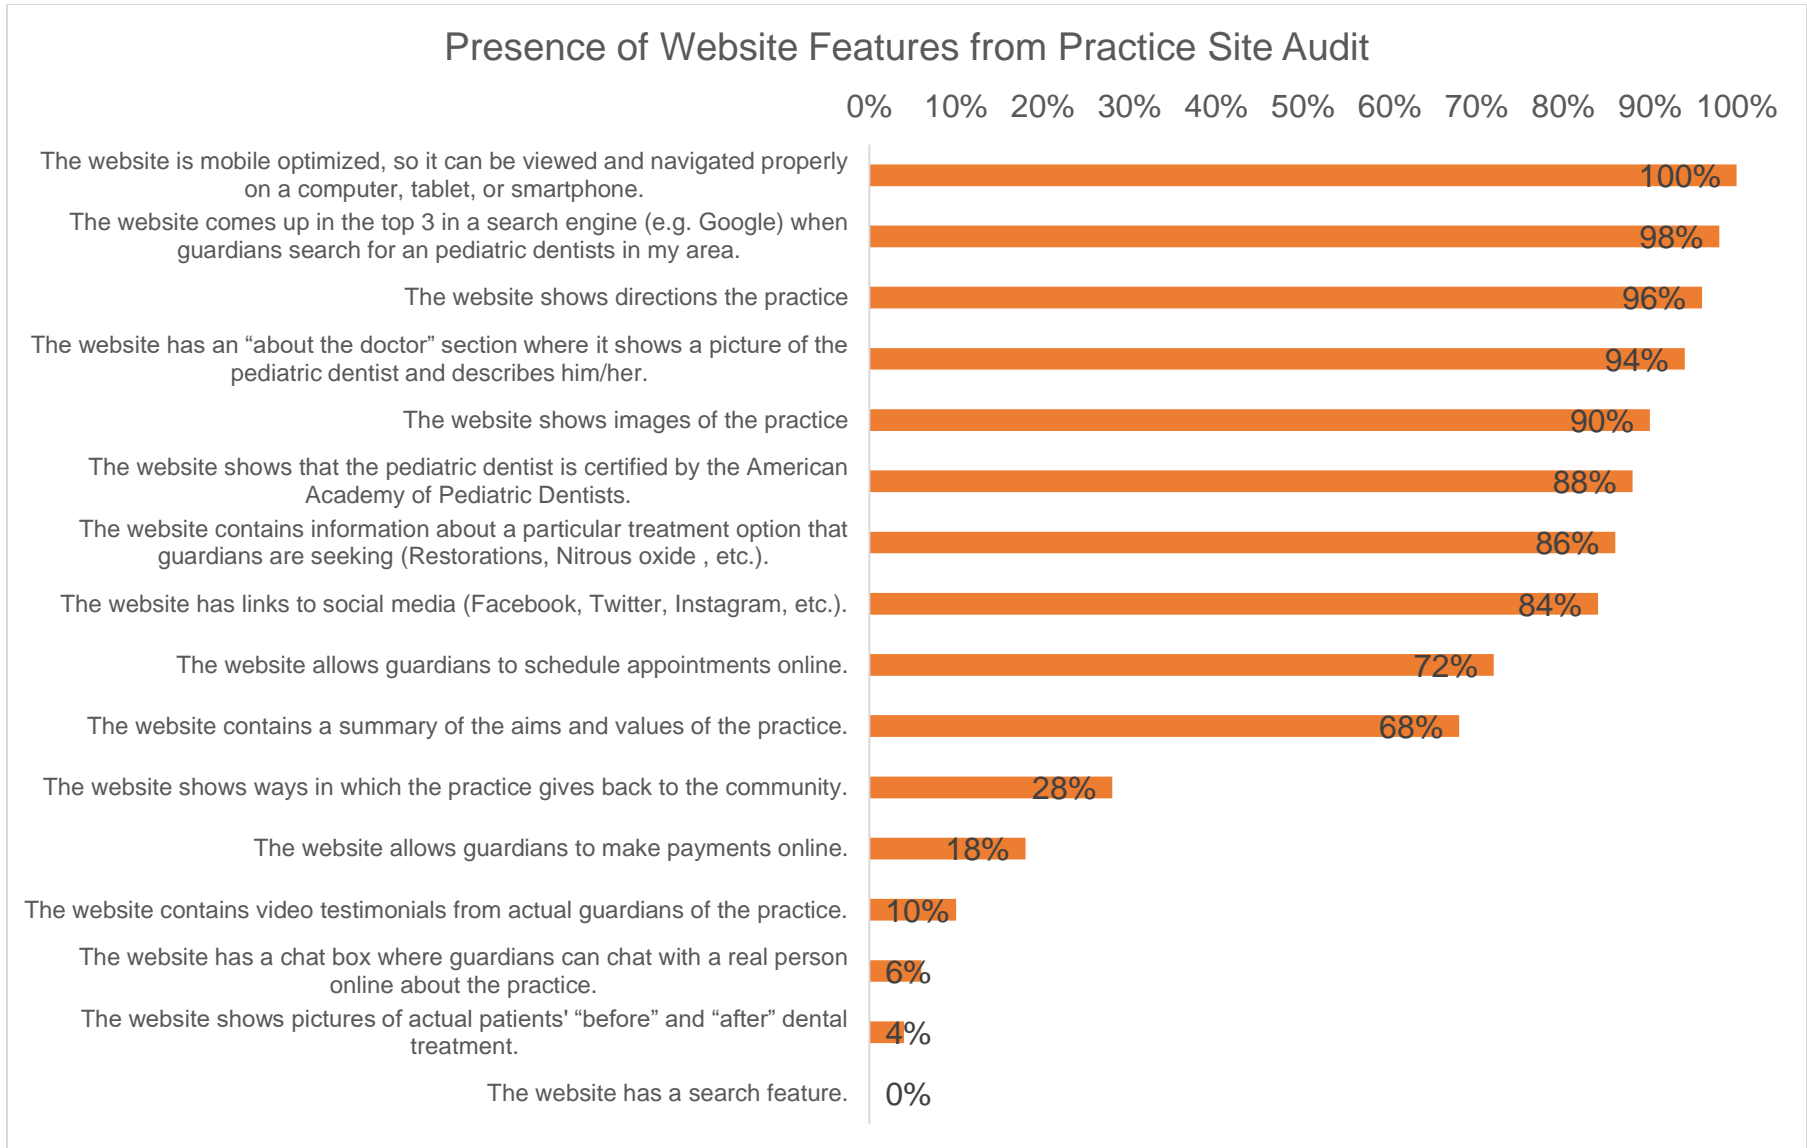 Presence of Website Features from Practice Site Audit
0% 10% 20% 30% 40% 50% 60% 70% 80% 90% 100%
The website is mobile optimized, so it can be viewed and navigated properly
on a computer, tablet, or smartphone.
100%
The website comes up in the top 3 in a search engine (e.g. Google) when
guardians search for an pediatric dentists in my area.
98%
The website shows directions the practice
96%
The website has an “about the doctor” section where it shows a picture of the
pediatric dentist and describes him/her.
94%
The website shows images of the practice
90%
The website shows that the pediatric dentist is certified by the American
Academy of Pediatric Dentists.
88%
The website contains information about a particular treatment option that
guardians are seeking (Restorations, Nitrous oxide , etc.).
86%
The website has links to social media (Facebook, Twitter, Instagram, etc.).
84%
The website allows guardians to schedule appointments online.
72%
The website contains a summary of the aims and values of the practice.
68%
The website shows ways in which the practice gives back to the community.
28%
The website allows guardians to make payments online.
18%
The website contains video testimonials from actual guardians of the practice.
10%
The website has a chat box where guardians can chat with a real person
online about the practice.
6%
The website shows pictures of actual patients' “before” and “after” dental
treatment.
4%
The website has a search feature.
0%